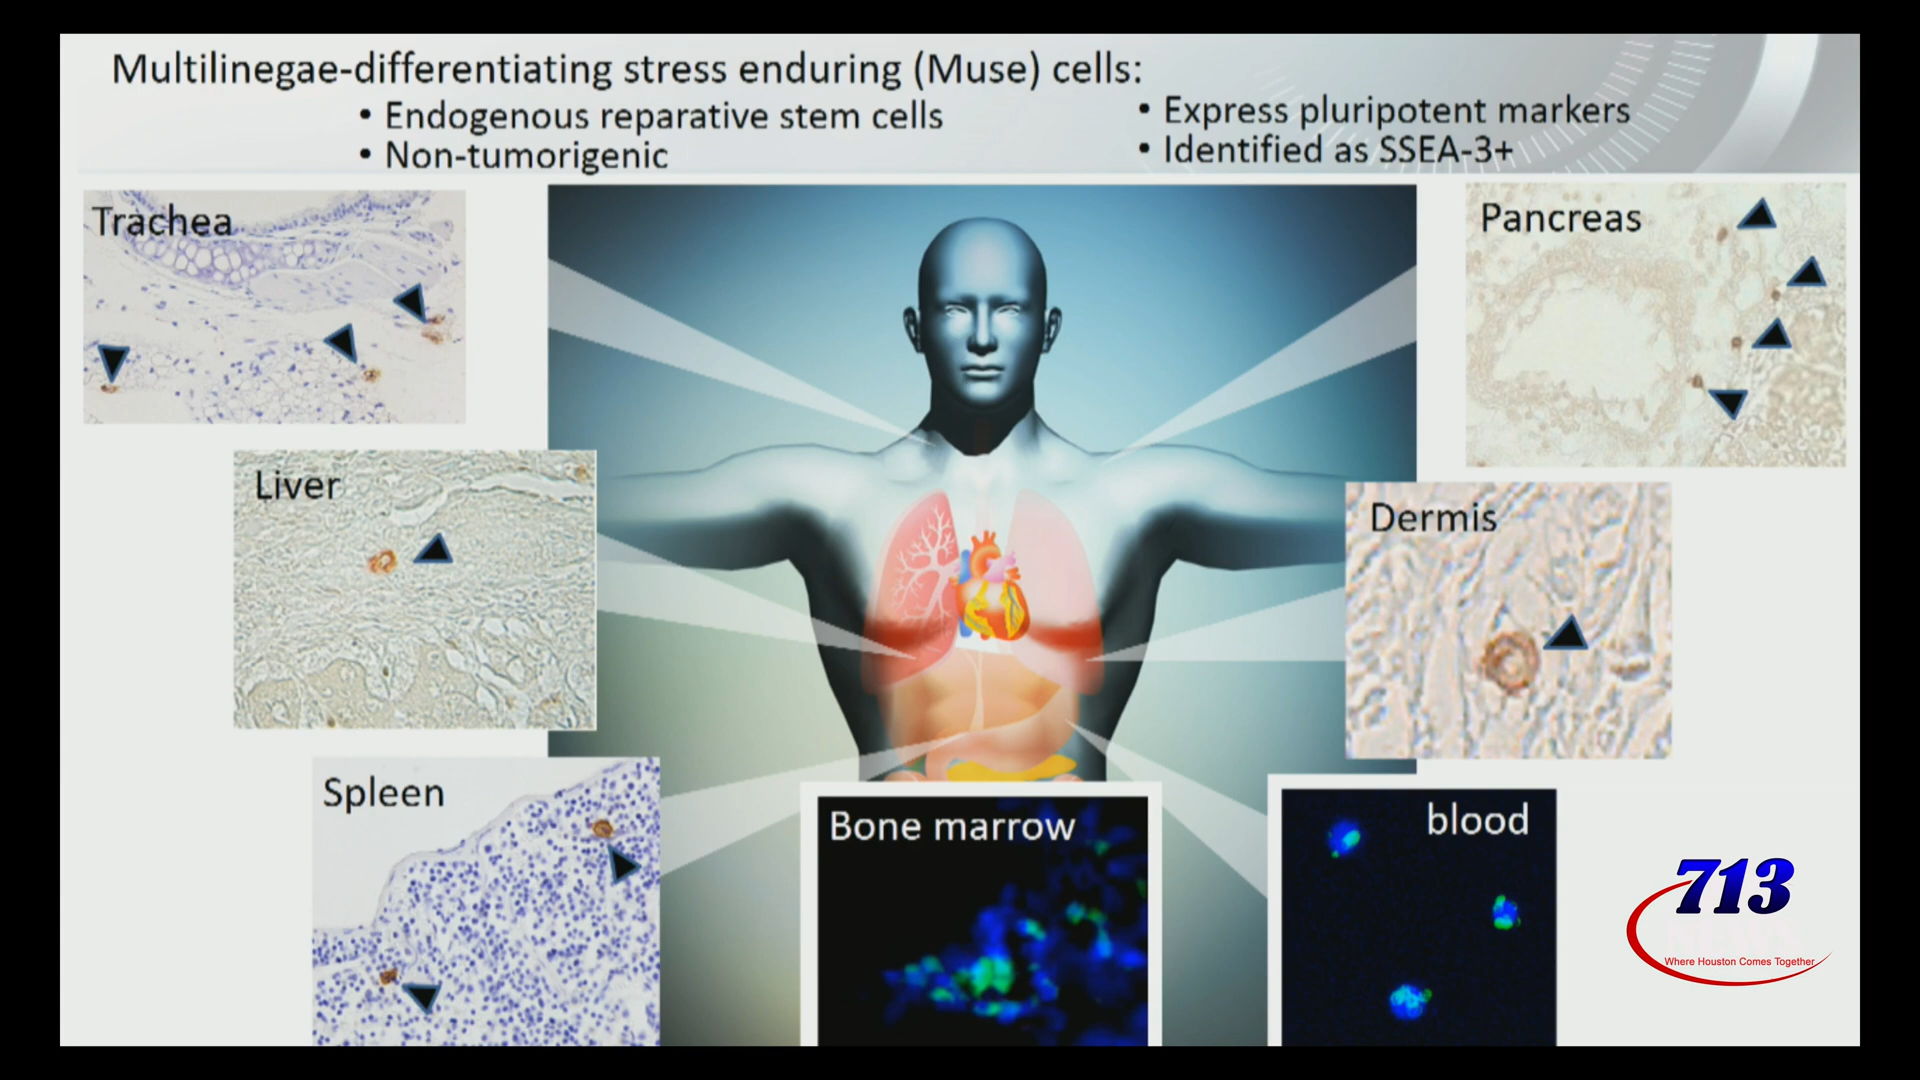 Multilinegae-differentiating stress enduring (Muse) cells:
• Endogenous reparative stem cells
• Non-tumorigenic
• Express pluripotent markers
• Identified as SSEA-3+
Trachea
Pancreas
Liver
Dermis
Spleen
Bone marrow
blood
713
Where Houston Comes Together